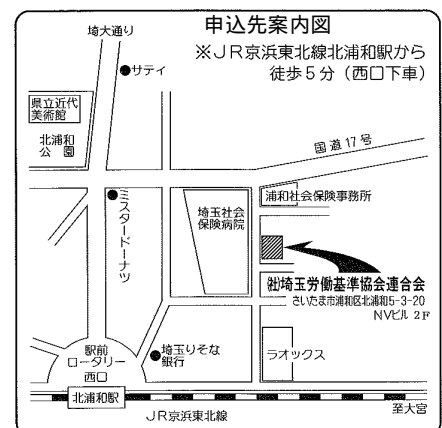 申込先案内図
※JR京浜東北線北浦和駅から
徒歩5分(西口下車)
埼大通り
●サティ
県立近代
美術館
北浦和
公園
国道17号
●
ミスタードーナツ
埼玉社会
保険病院
浦和社会保険事務所
㈳埼玉労働基準協会連合会
さいたま市浦和区北浦和5-3-20
NVビル 2F
駅前
ロータリー
西口
●埼玉りそな
銀行
ラオックス
北浦和駅
JR京浜東北線
至大宮